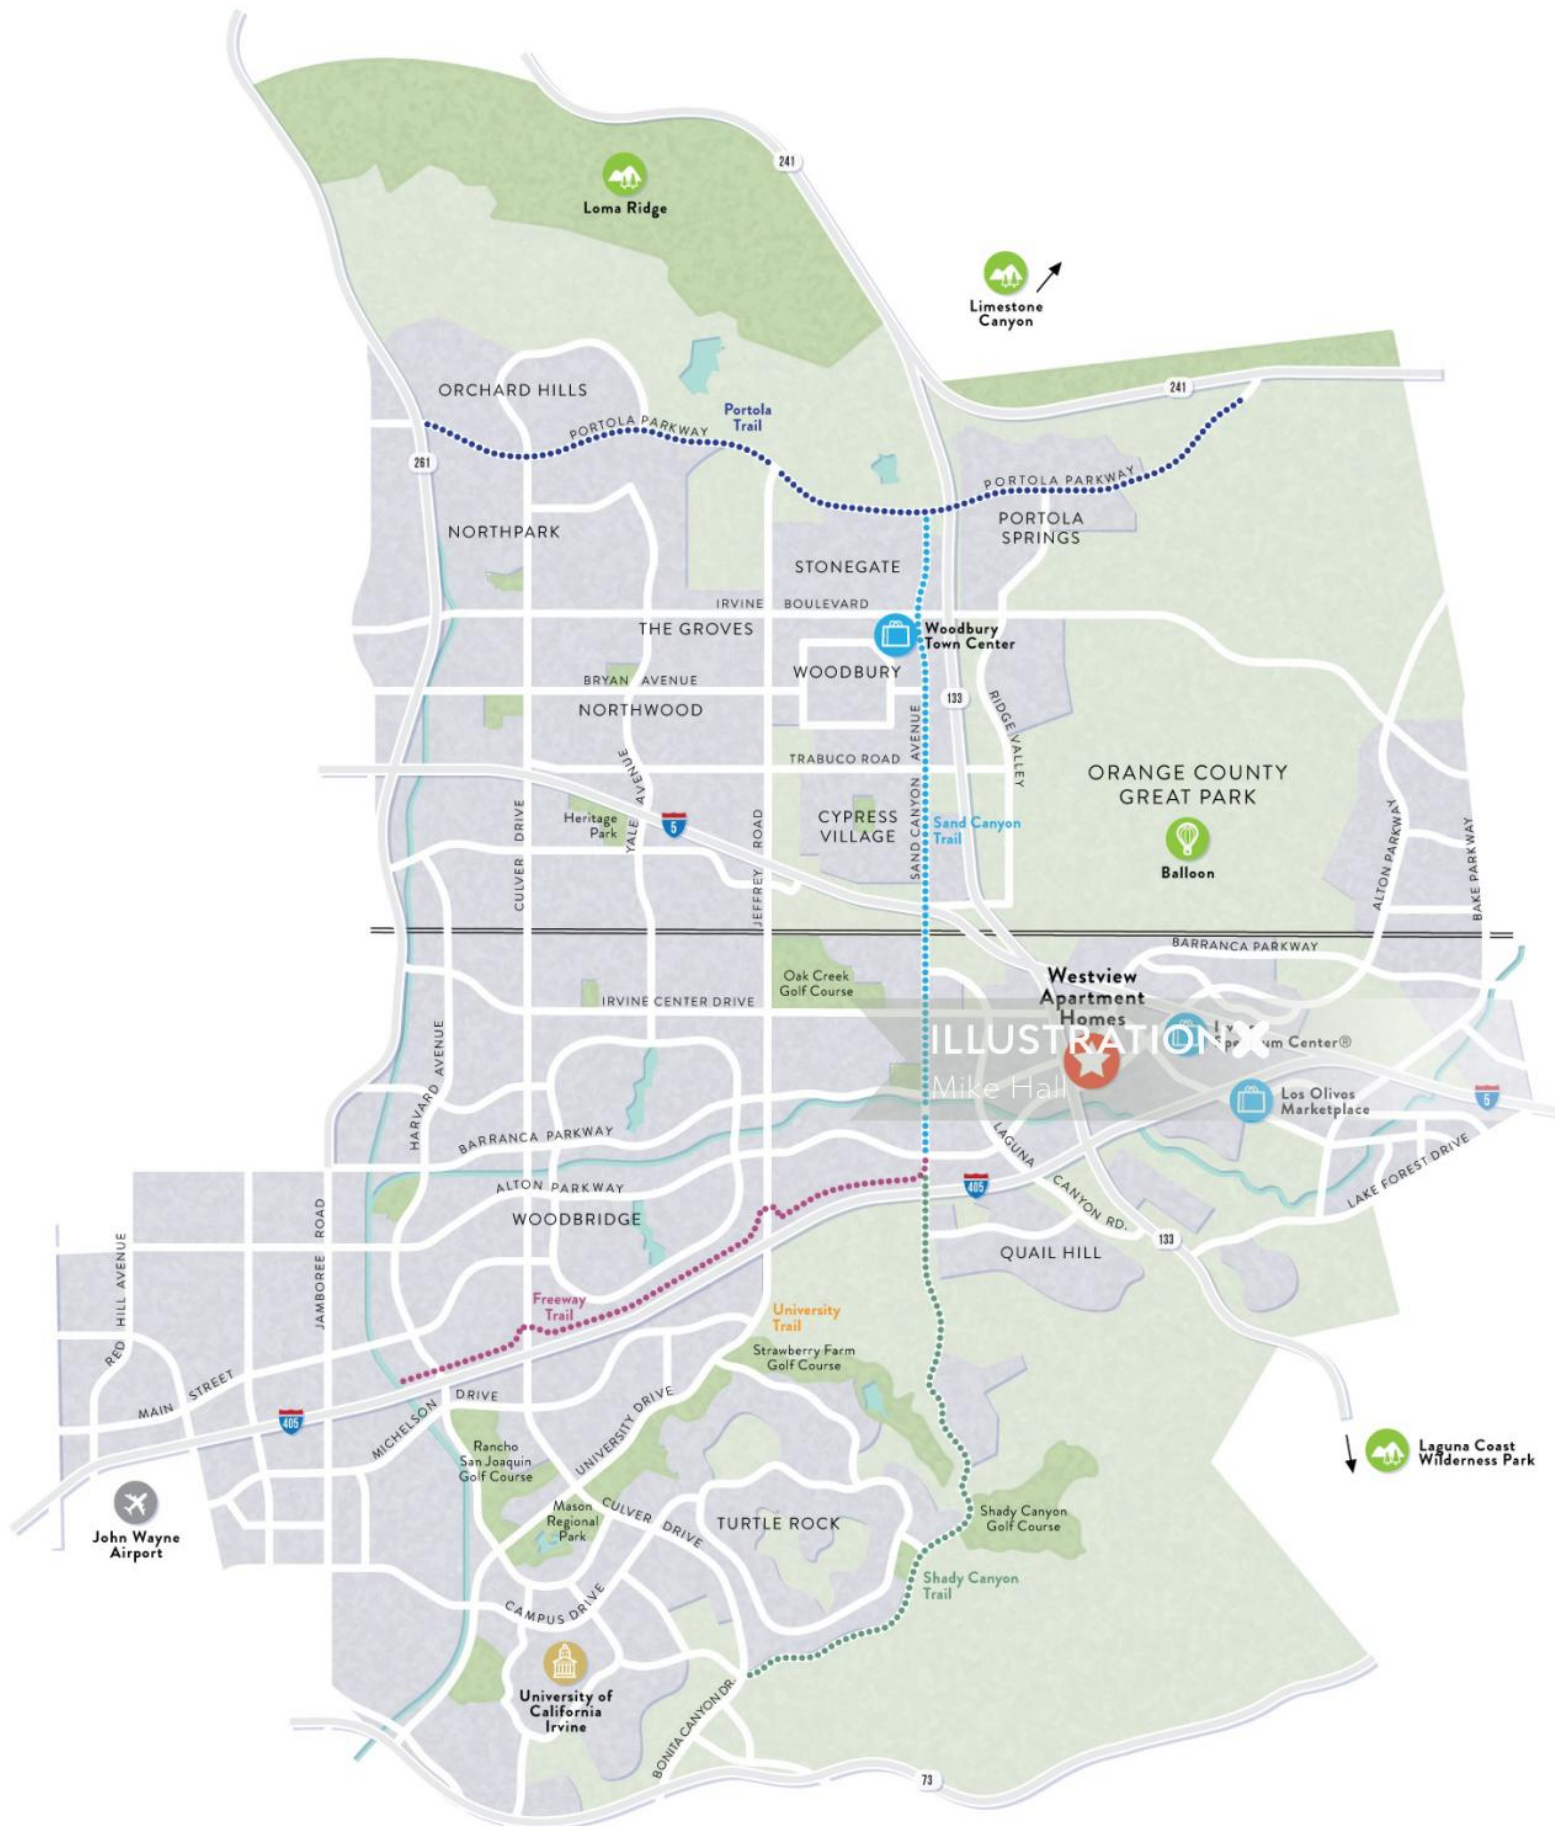 241
Loma Ridge
Limestone
Canyon
241
ORCHARD HILLS
Portola
Trail
PORTOLA PARKWAY
261
PORTOLA PARKWAY
NORTHPARK
PORTOLA
SPRINGS
STONEGATE
IRVINE BOULEVARD
THE GROVES
Woodbury
Town Center
WOODBURY
BRYAN AVENUE
NORTHWOOD
133
RIDGE VALLEY
SAND CANYON AVENUE
TRABUCO ROAD
YALE AVENUE
ORANGE COUNTY
GREAT PARK
CULVER DRIVE
Heritage
Park
5
JEFFREY ROAD
CYPRESS
VILLAGE
Sand Canyon
Trail
Balloon
ALTON PARKWAY
BAKE PARKWAY
BARRANCA PARKWAY
Oak Creek
Golf Course
Westview
Apartment
Homes
IRVINE CENTER DRIVE
HARVARD AVENUE
ILLUSTRATIONX
Mike Hall
Center®
Los Olivos
Marketplace
5
BARRANCA PARKWAY
LAGUNA CANYON RD.
LAKE FOREST DRIVE
ALTON PARKWAY
405
WOODBRIDGE
133
QUAIL HILL
RED HILL AVENUE
JAMBOREE ROAD
Freeway
Trail
University
Trail
Strawberry Farm
Golf Course
MAIN STREET
405
MICHELSON DRIVE
UNIVERSITY DRIVE
Rancho
San Joaquin
Golf Course
Laguna Coast
Wilderness Park
John Wayne
Airport
Mason
Regional
Park
CULVER DRIVE
TURTLE ROCK
Shady Canyon
Golf Course
Shady Canyon
Trail
CAMPUS DRIVE
University of
California
Irvine
BONITA CANYON DR.
73